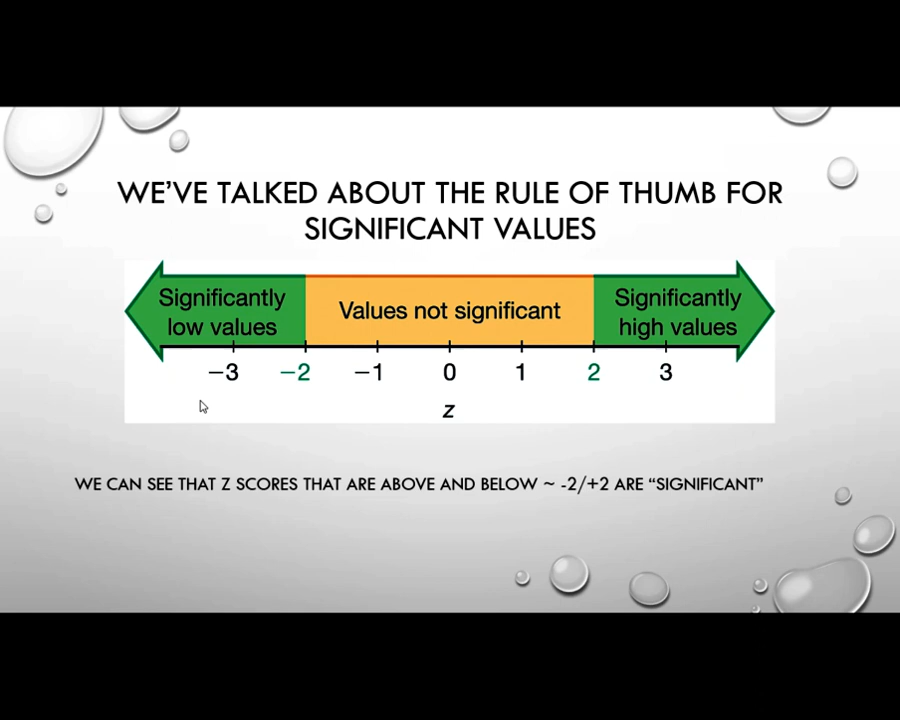 WE'VE TALKED ABOUT THE RULE OF THUMB FOR
SIGNIFICANT VALUES
Significantly
low values
Values not significant
Significantly
high values
−3 −2 −1 0 1 2 3
z
WE CAN SEE THAT Z SCORES THAT ARE ABOVE AND BELOW ~ -2/+2 ARE “SIGNIFICANT”